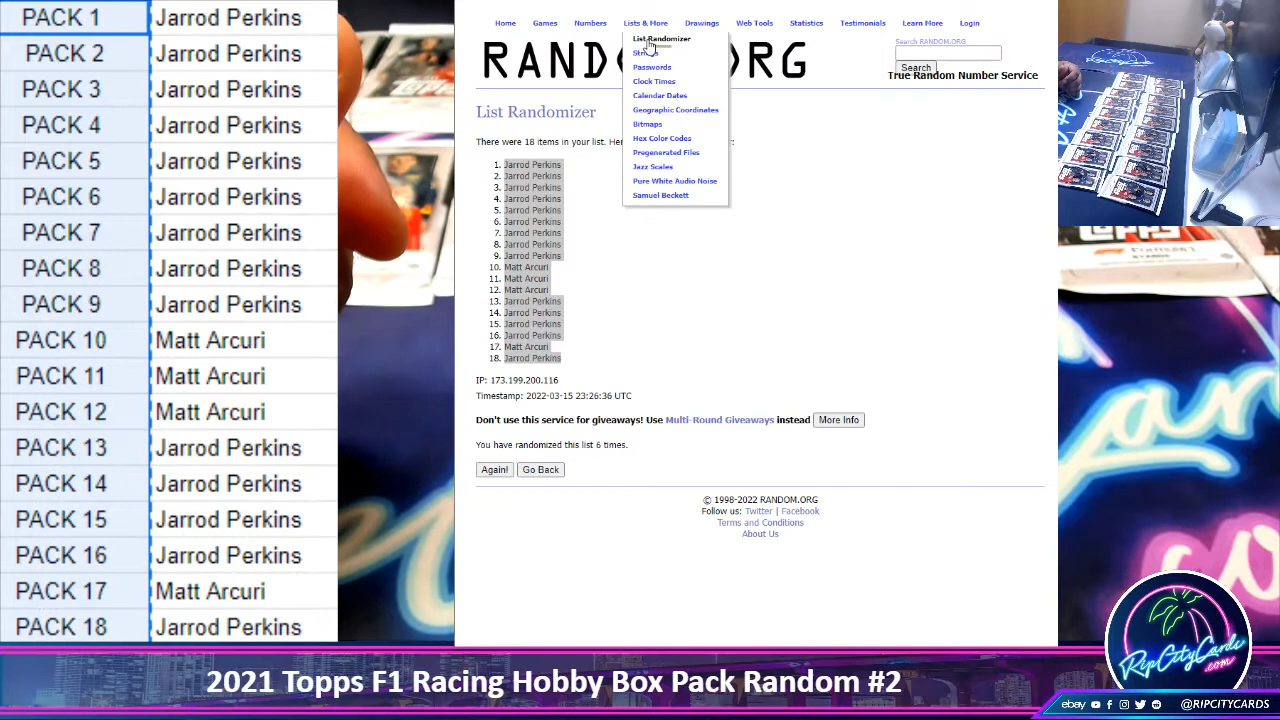 PACK 1 Jarrod Perkins
PACK 2 Jarrod Perkins
PACK 3 Jarrod Perkins
PACK 4 Jarrod Perkins
PACK 5 Jarrod Perkins
PACK 6 Jarrod Perkins
PACK 7 Jarrod Perkins
PACK 8 Jarrod Perkins
PACK 9 Jarrod Perkins
PACK 10 Matt Arcuri
PACK 11 Matt Arcuri
PACK 12 Matt Arcuri
PACK 13 Jarrod Perkins
PACK 14 Jarrod Perkins
PACK 15 Jarrod Perkins
PACK 16 Jarrod Perkins
PACK 17 Matt Arcuri
PACK 18 Jarrod Perkins
Home Games Numbers Lists & More Drawings Web Tools Statistics Testimonials Learn More Login
List Randomizer
Passwords
Clock Times
Calendar Dates
Geographic Coordinates
Bitmaps
Hex Color Codes
Pregenerated Files
Jazz Scales
Pure White Audio Noise
Samuel Beckett
Search RANDOM.ORG
Search
True Random Number Service
List Randomizer
There were 18 items in your list.
1. Jarrod Perkins
2. Jarrod Perkins
3. Jarrod Perkins
4. Jarrod Perkins
5. Jarrod Perkins
6. Jarrod Perkins
7. Jarrod Perkins
8. Jarrod Perkins
9. Jarrod Perkins
10. Matt Arcuri
11. Matt Arcuri
12. Matt Arcuri
13. Jarrod Perkins
14. Jarrod Perkins
15. Jarrod Perkins
16. Jarrod Perkins
17. Matt Arcuri
18. Jarrod Perkins
IP: 173.199.200.116
Timestamp: 2022-03-15 23:26:36 UTC
Don't use this service for giveaways! Use Multi-Round Giveaways instead More Info
You have randomized this list 6 times.
Again! Go Back
© 1998-2022 RANDOM.ORG
Follow us: Twitter | Facebook
Terms and Conditions
About Us
2021 Topps F1 Racing Hobby Box Pack Random #2
RipCityCards
.com
ebay @RIPCITYCARDS